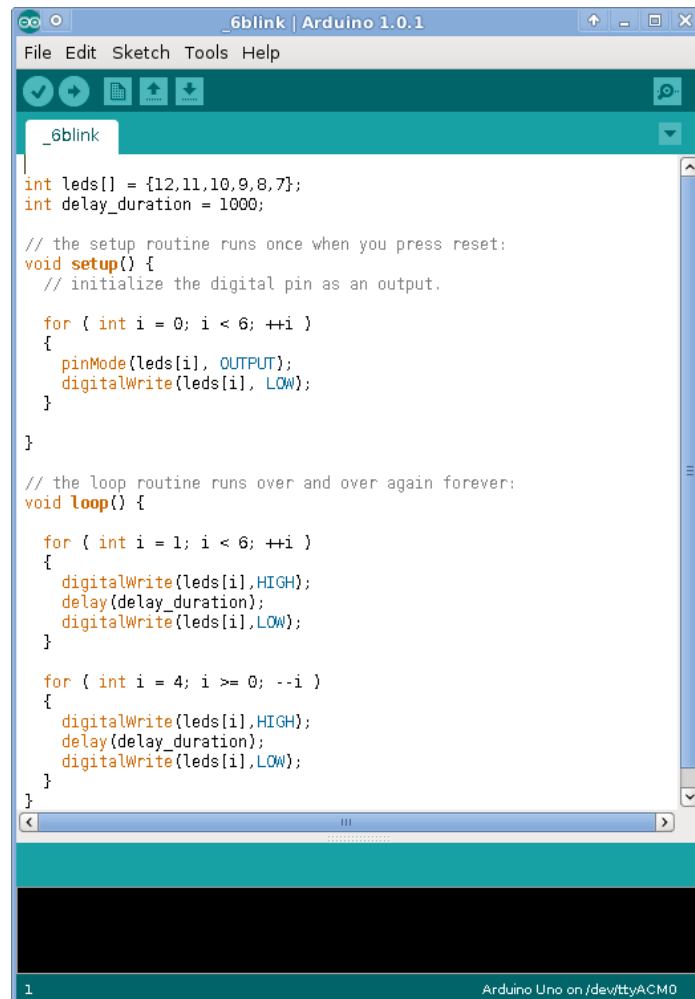 _6blink | Arduino 1.0.1
File Edit Sketch Tools Help
_6blink
int leds[] = {12,11,10,9,8,7};
int delay_duration = 1000;
// the setup routine runs once when you press reset:
void setup() {
  // initialize the digital pin as an output.
  for ( int i = 0; i < 6; ++i )
  {
    pinMode(leds[i], OUTPUT);
    digitalWrite(leds[i], LOW);
  }
}
// the loop routine runs over and over again forever:
void loop() {
  for ( int i = 1; i < 6; ++i )
  {
    digitalWrite(leds[i],HIGH);
    delay(delay_duration);
    digitalWrite(leds[i],LOW);
  }
  for ( int i = 4; i >= 0; --i )
  {
    digitalWrite(leds[i],HIGH);
    delay(delay_duration);
    digitalWrite(leds[i],LOW);
  }
}
1 Arduino Uno on /dev/ttyACM0